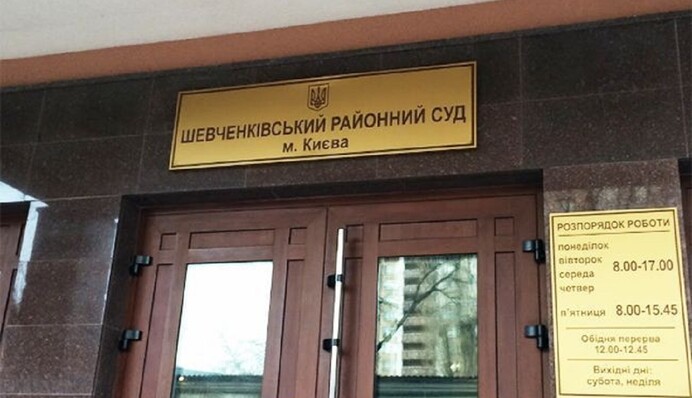 ШЕВЧЕНКІВСЬКИЙ РАЙОННИЙ СУД
м. Києва
РОЗПОРЯДОК РОБОТИ
понеділок
вівторок
середа
четвер
8.00-17.00
п'ятниця 8.00-15.45
Обідня перерва
12.00-12.45
Вихідні дні:
субота, неділя